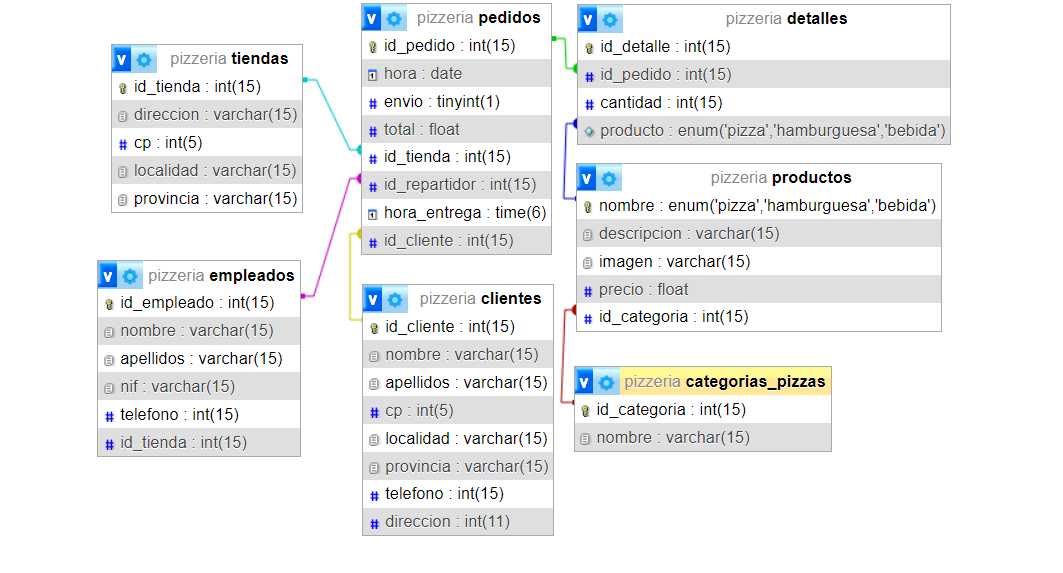 v pizzeria tiendas
id_tienda : int(15)
direccion : varchar(15)
# cp : int(5)
localidad : varchar(15)
provincia : varchar(15)
v pizzeria empleados
id_empleado : int(15)
nombre : varchar(15)
apellidos : varchar(15)
nif : varchar(15)
# telefono : int(15)
# id_tienda : int(15)
v pizzeria pedidos
id_pedido : int(15)
hora : date
# envio : tinyint(1)
# total : float
# id_tienda : int(15)
# id_repartidor : int(15)
hora_entrega : time(6)
# id_cliente : int(15)
v pizzeria clientes
id_cliente : int(15)
nombre : varchar(15)
apellidos : varchar(15)
# cp : int(5)
localidad : varchar(15)
provincia : varchar(15)
# telefono : int(15)
# direccion : int(11)
v pizzeria detalles
id_detalle : int(15)
# id_pedido : int(15)
# cantidad : int(15)
producto : enum('pizza','hamburguesa','bebida')
v pizzeria productos
nombre : enum('pizza','hamburguesa','bebida')
descripcion : varchar(15)
imagen : varchar(15)
# precio : float
# id_categoria : int(15)
v pizzeria categorias_pizzas
id_categoria : int(15)
nombre : varchar(15)